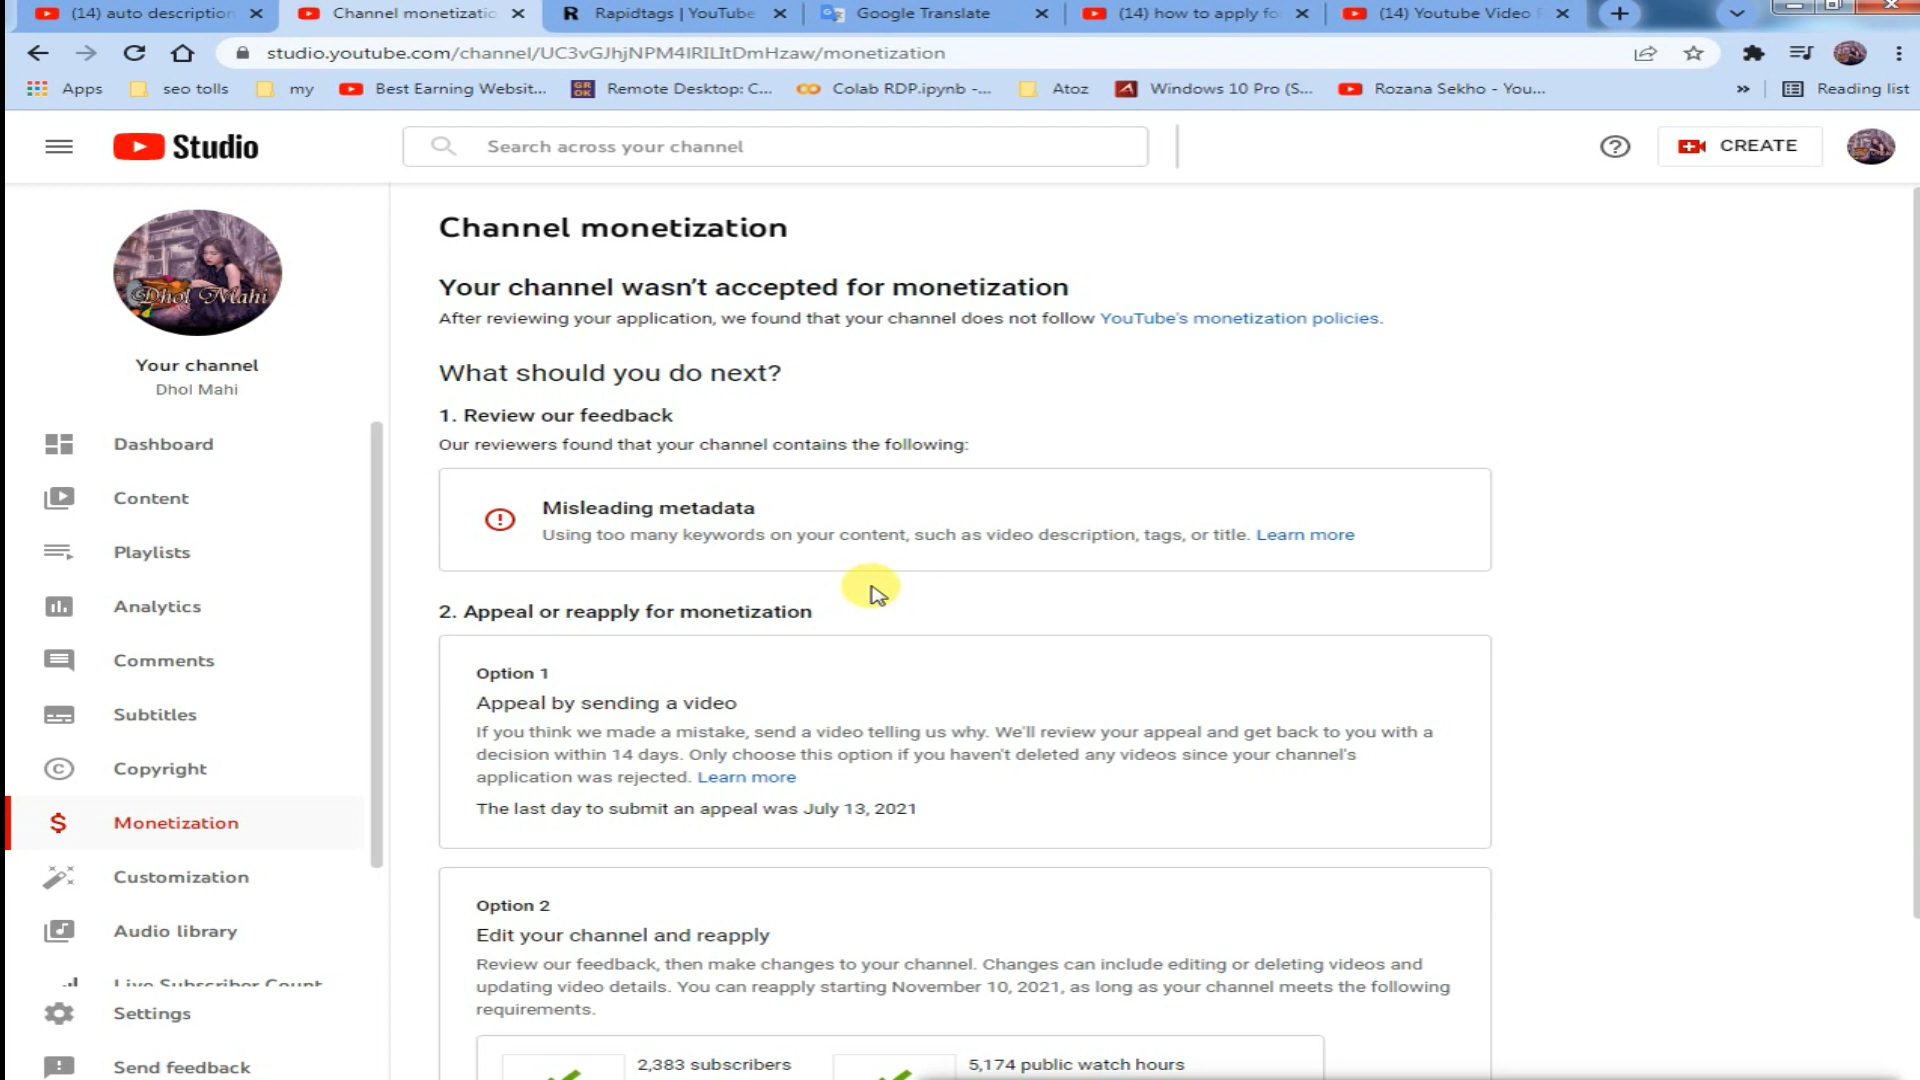 (14) auto description
Channel monetizatio
Rapidtags | YouTube
Google Translate
(14) how to apply fo
(14) Youtube Video
studio.youtube.com/channel/UC3vGJhjNPM4IRILItDmHzaw/monetization
Apps
seo tolls
my
Best Earning Websit...
Remote Desktop: C...
Colab RDP.ipynb -...
Atoz
Windows 10 Pro (S...
Rozana Sekho - You...
»
Reading list
Studio
Search across your channel
CREATE
Dhol Mahi
Your channel
Dhol Mahi
Dashboard
Content
Playlists
Analytics
Comments
Subtitles
Copyright
Monetization
Customization
Audio library
Live Subscriber Count
Settings
Send feedback
Channel monetization
Your channel wasn't accepted for monetization
After reviewing your application, we found that your channel does not follow YouTube's monetization policies.
What should you do next?
1. Review our feedback
Our reviewers found that your channel contains the following:
Misleading metadata
Using too many keywords on your content, such as video description, tags, or title. Learn more
2. Appeal or reapply for monetization
Option 1
Appeal by sending a video
If you think we made a mistake, send a video telling us why. We'll review your appeal and get back to you with a
decision within 14 days. Only choose this option if you haven't deleted any videos since your channel's
application was rejected. Learn more
The last day to submit an appeal was July 13, 2021
Option 2
Edit your channel and reapply
Review our feedback, then make changes to your channel. Changes can include editing or deleting videos and
updating video details. You can reapply starting November 10, 2021, as long as your channel meets the following
requirements.
2,383 subscribers
5,174 public watch hours